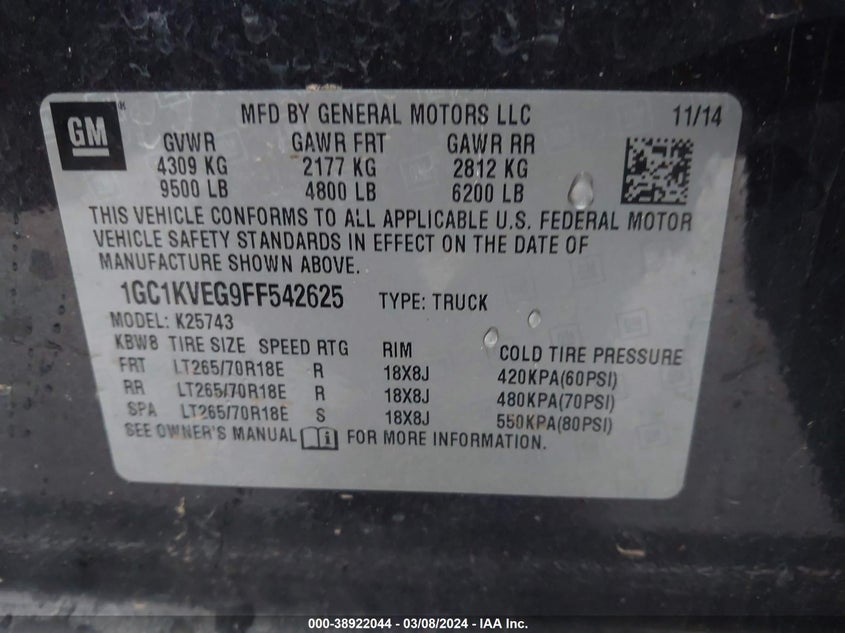 GM
MFD BY GENERAL MOTORS LLC 11/14
GVWR GAWR FRT GAWR RR
4309 KG 2177 KG 2812 KG
9500 LB 4800 LB 6200 LB
THIS VEHICLE CONFORMS TO ALL APPLICABLE U.S. FEDERAL MOTOR
VEHICLE SAFETY STANDARDS IN EFFECT ON THE DATE OF
MANUFACTURE SHOWN ABOVE.
1GC1KVEG9FF542625 TYPE: TRUCK
MODEL: K25743
KBW8 TIRE SIZE SPEED RTG RIM COLD TIRE PRESSURE
FRT LT265/70R18E R 18X8J 420KPA(60PSI)
RR LT265/70R18E R 18X8J 480KPA(70PSI)
SPA LT265/70R18E S 18X8J 550KPA(80PSI)
SEE OWNER'S MANUAL FOR MORE INFORMATION.
000-38922044 — 03/08/2024 - IAA Inc.